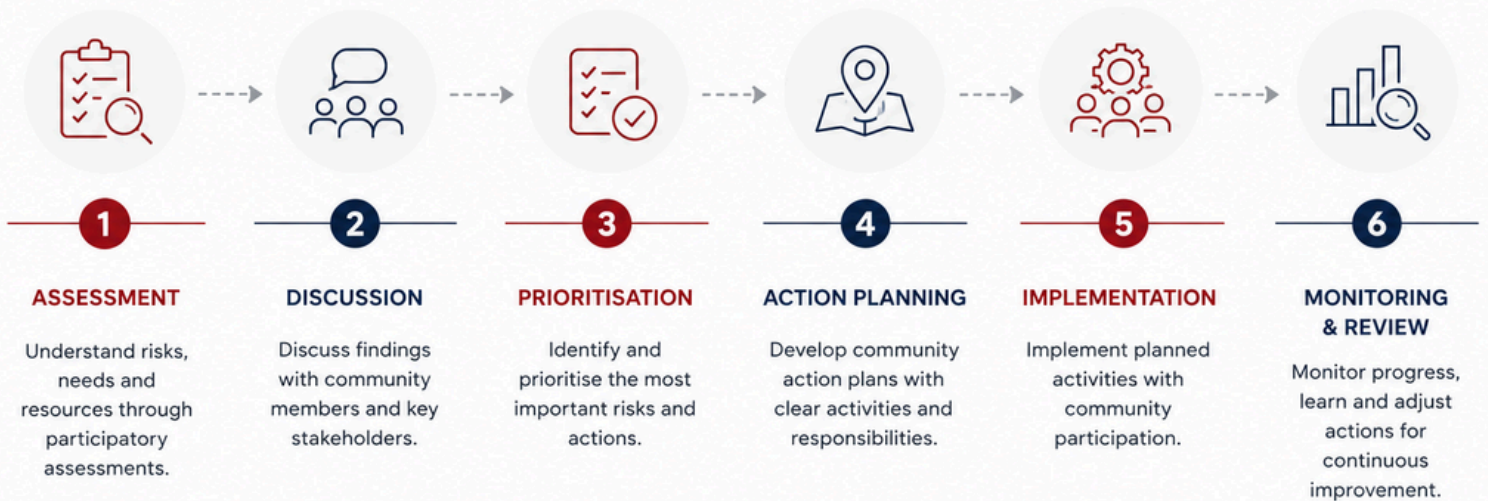 1
ASSESSMENT
Understand risks,
needs and
resources through
participatory
assessments.
2
DISCUSSION
Discuss findings
with community
members and key
stakeholders.
3
PRIORITISATION
Identify and
prioritise the most
important risks and
actions.
4
ACTION PLANNING
Develop community
action plans with
clear activities and
responsibilities.
5
IMPLEMENTATION
Implement planned
activities with
community
participation.
6
MONITORING
& REVIEW
Monitor progress,
learn and adjust
actions for
continuous
improvement.